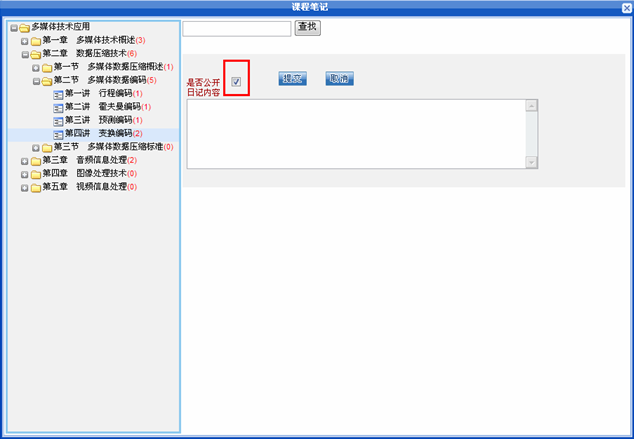 课程笔记
多媒体技术应用
第一章 多媒体技术概述(3)
第二章 数据压缩技术(6)
第一节 多媒体数据压缩概述(1)
第二节 多媒体数据编码(5)
第一讲 行程编码(1)
第二讲 霍夫曼编码(1)
第三讲 预测编码(1)
第四讲 变换编码(2)
第三节 多媒体数据压缩标准(0)
第三章 音频信息处理(2)
第四章 图像处理技术(0)
第五章 视频信息处理(0)
查找
是否公开
日记内容
提交
取消